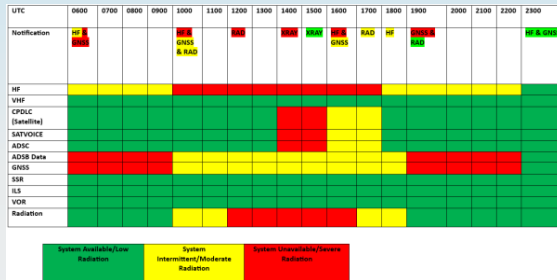 UTC 0600 0700 0800 0900 1000 1100 1200 1300 1400 1500 1600 1700 1800 1900 2000 2100 2200 2300
Notification HF & GNSS HF & GNSS & RAD RAD XRAY XRAY HF & GNSS RAD HF GNSS & RAD HF & GNSS
HF
VHF
CPDLC
(Satellite)
SATVOICE
ADSC
ADSB Data
GNSS
SSR
ILS
VOR
Radiation
System Available/Low Radiation
System Intermittent/Moderate Radiation
System Unavailable/Severe Radiation